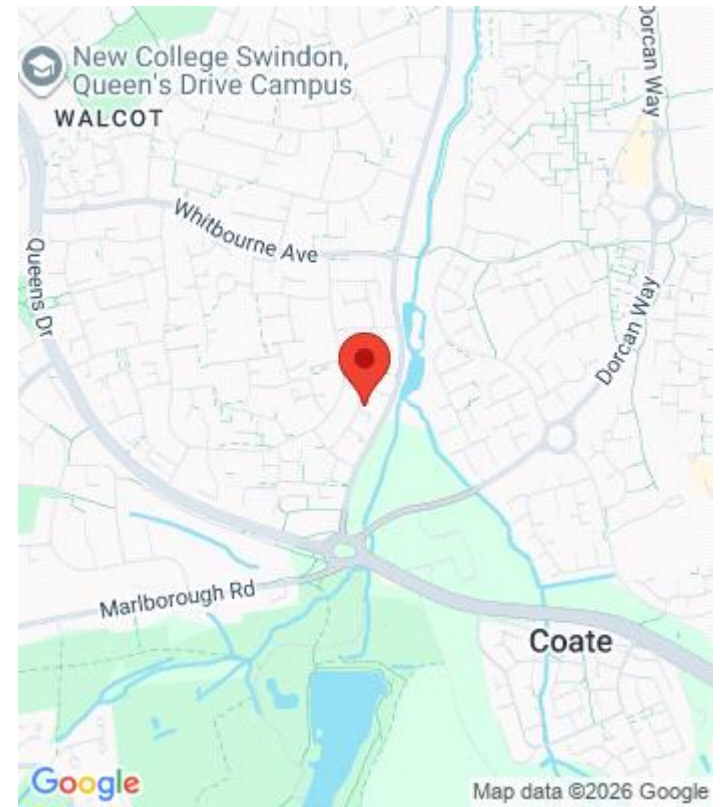 New College Swindon,
Queen's Drive Campus
WALCOT
Dorcan Way
Whitbourne Ave
Queens Dr
Dorcan Way
Marlborough Rd
Coate
Google
Map data ©2026 Google